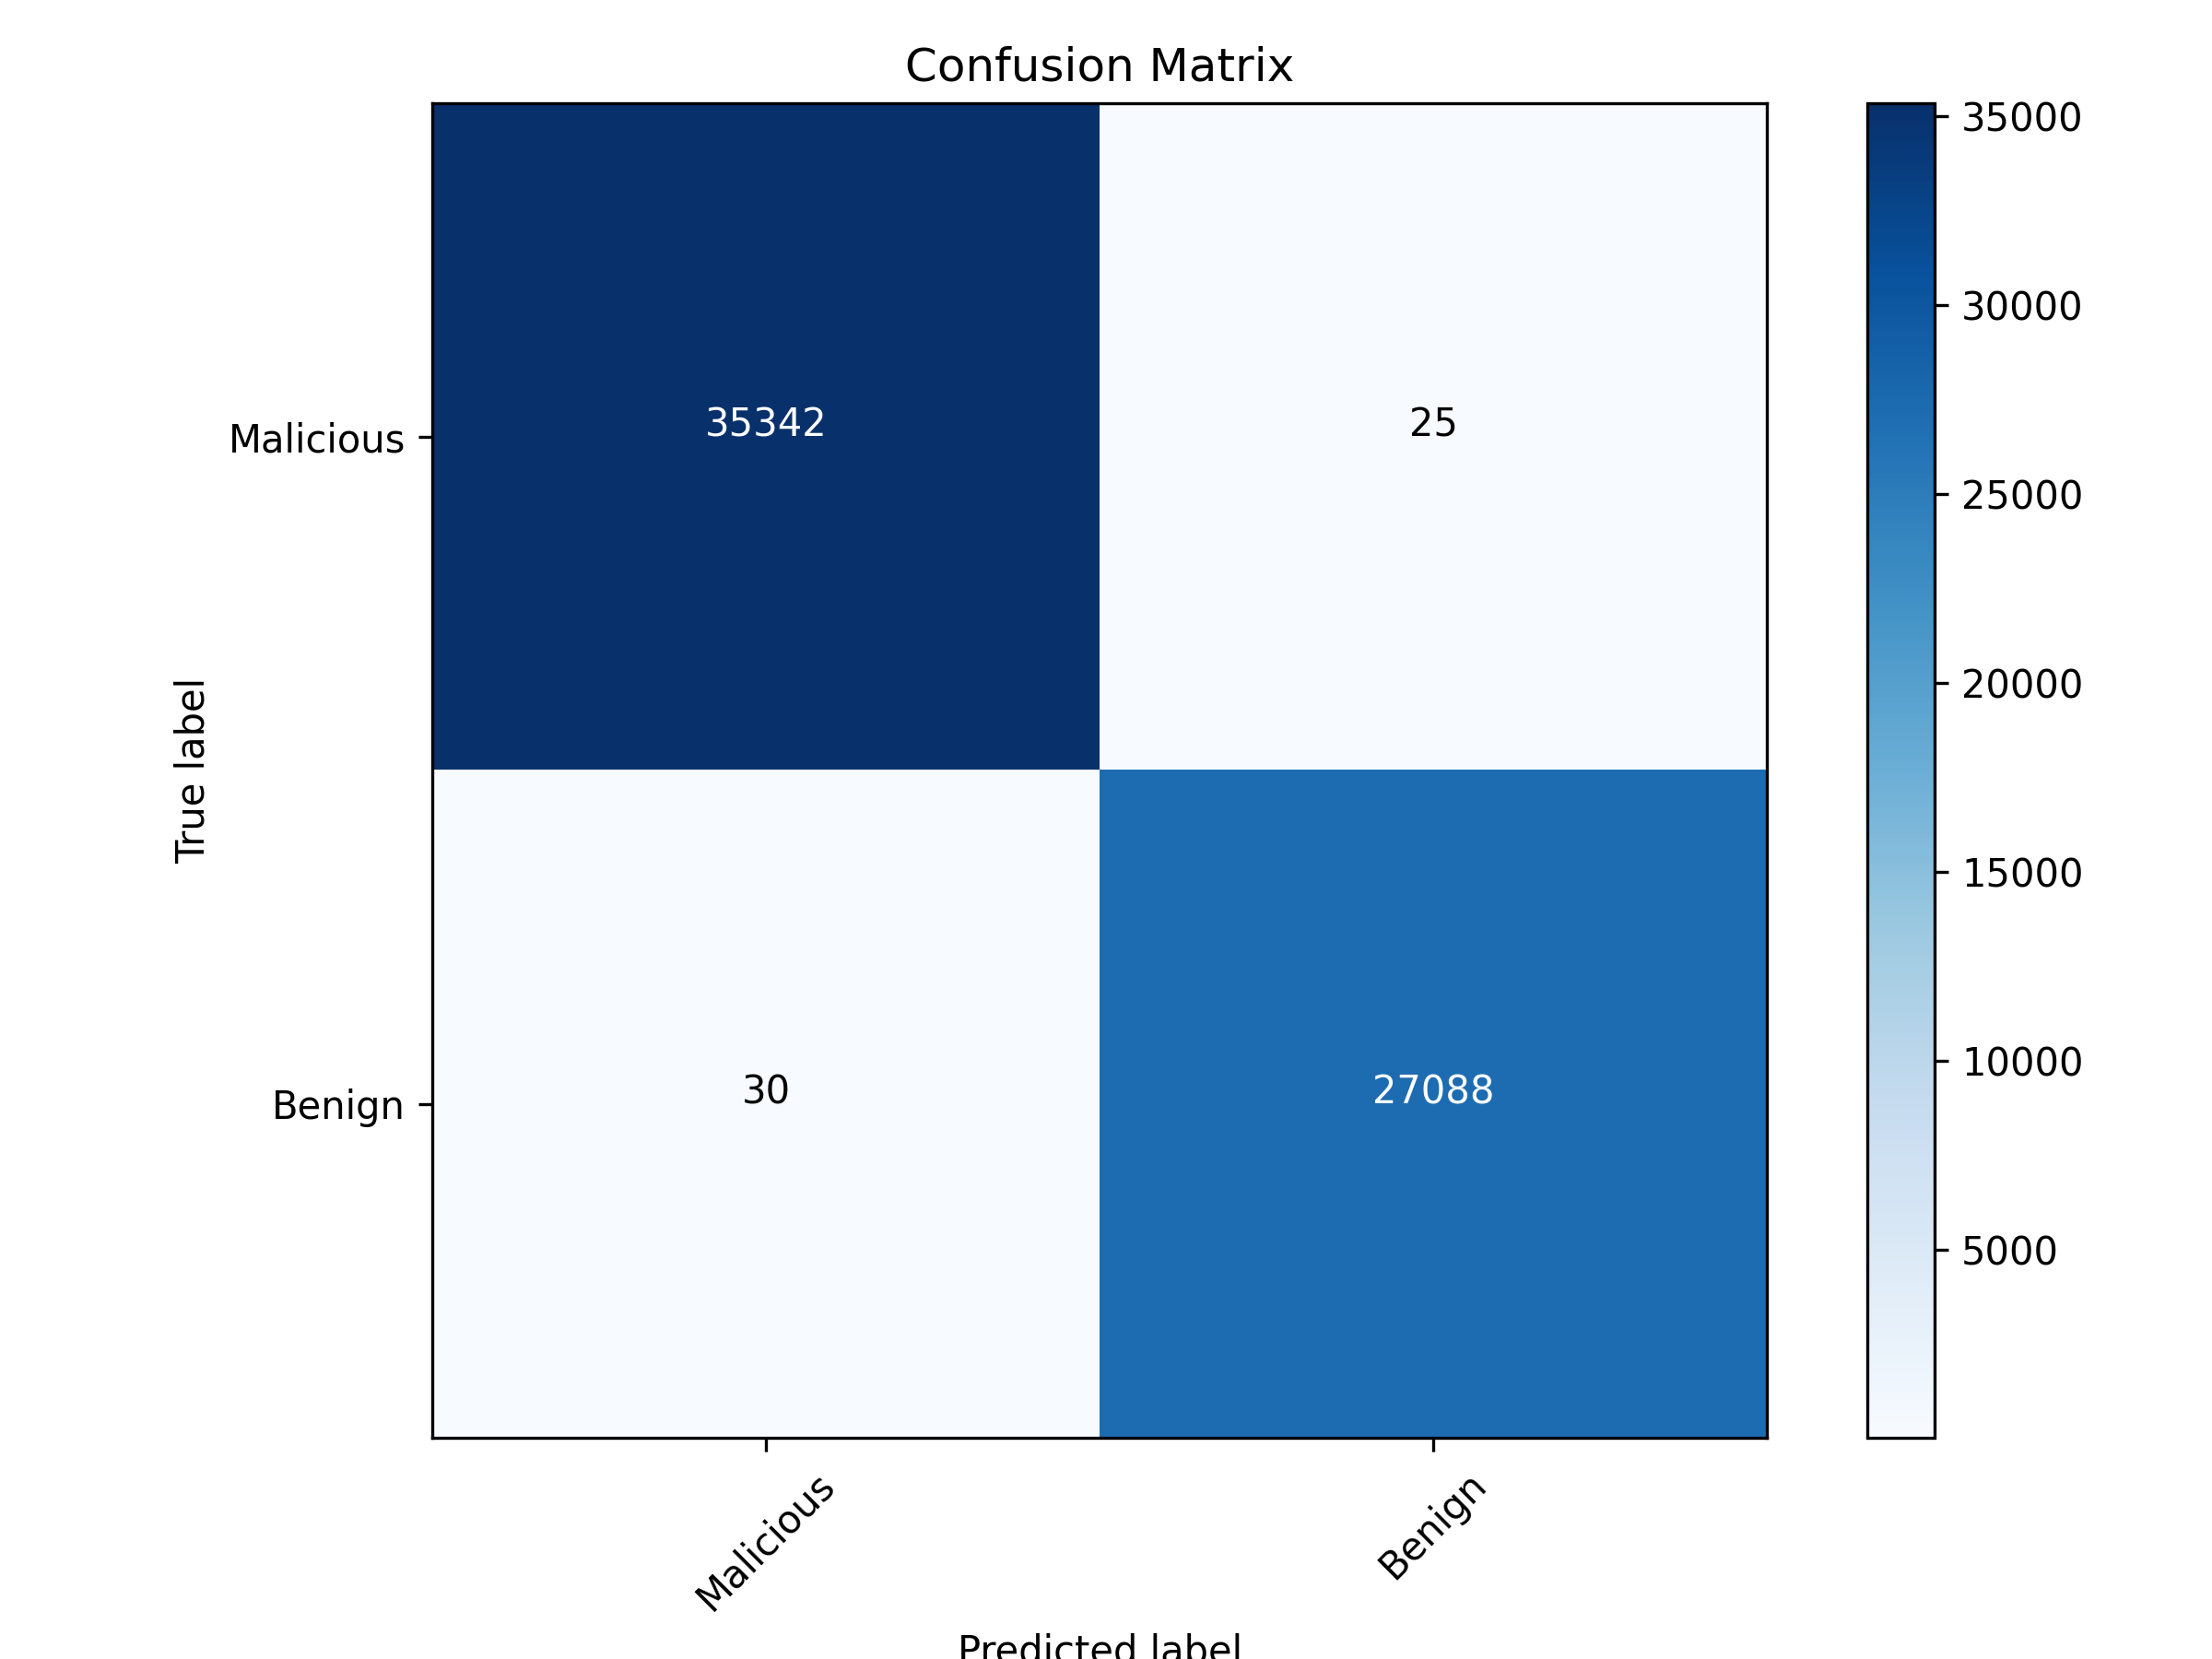 Confusion Matrix
Malicious
Benign
True label
35342
25
30
27088
Malicious
Benign
Predicted label
35000
30000
25000
20000
15000
10000
5000